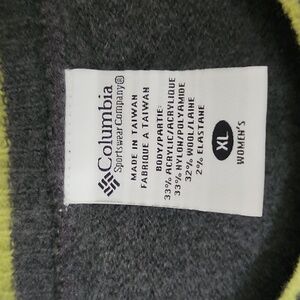 Columbia
Sportswear Company®
MADE IN TAIWAN
FABRIQUE A TAIWAN
BODY/PARTIE:
33% ACRYLIC/ACRYLIQUE
33% NYLON/POLYAMIDE
32% WOOL/LAINE
2% ELASTANE
XL
WOMEN'S